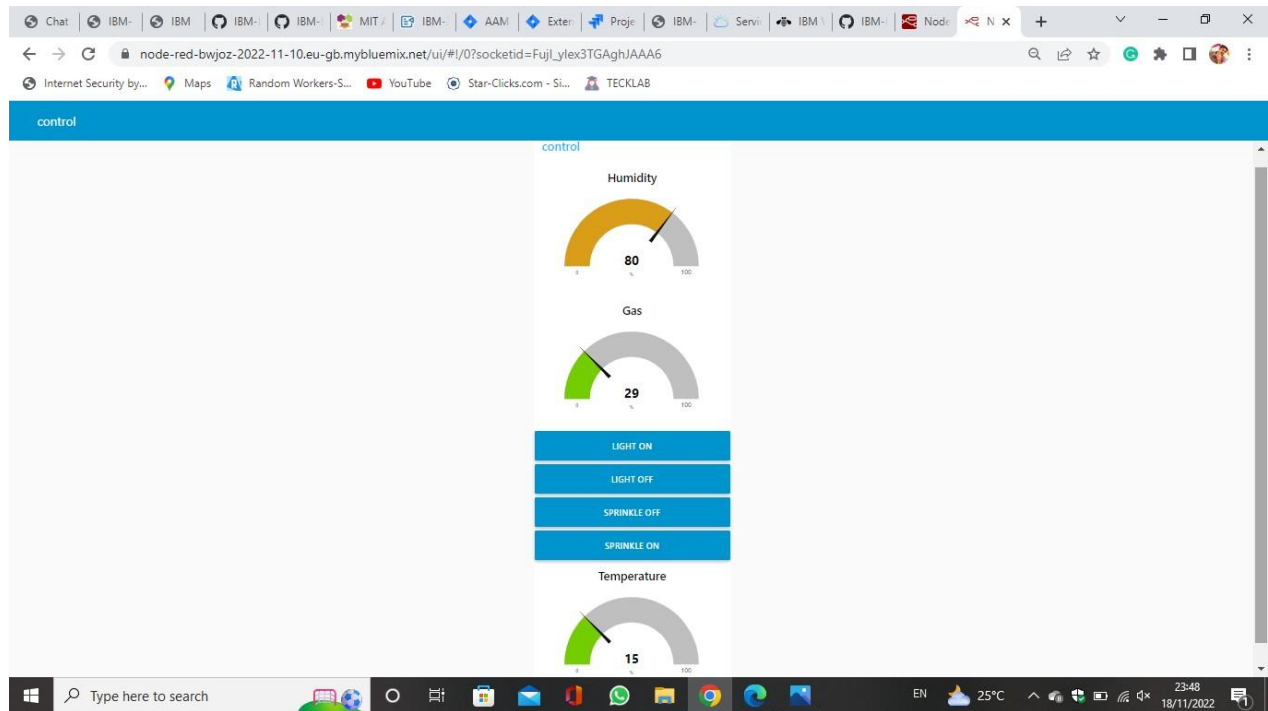 Chat IBM- IBM IBM- IBM- MIT IBM- AAM Exter Proje IBM- Servi IBM IBM- Node N
node-red-bwjoz-2022-11-10.eu-gb.mybluemix.net/ui/#!/0?socketid=FujI_ylex3TGAghJAAA6
Internet Security by... Maps Random Workers-S... YouTube Star-Clicks.com - Si... TECKLAB
control
control
Humidity
80
0 % 100
Gas
29
0 % 100
LIGHT ON
LIGHT OFF
SPRINKLE OFF
SPRINKLE ON
Temperature
15
0 % 100
Type here to search EN 25°C 23:48
18/11/2022